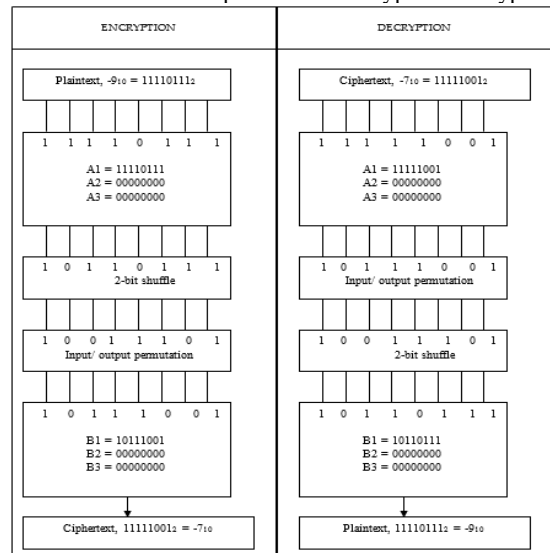 ENCRYPTION
Plaintext, -9₁₀ = 11110111₂
1 1 1 1 0 1 1 1
A1 = 11110111
A2 = 00000000
A3 = 00000000
1 0 1 1 0 1 1 1
2-bit shuffle
1 0 0 1 1 1 0 1
Input/ output permutation
1 0 1 1 1 0 0 1
B1 = 10111001
B2 = 00000000
B3 = 00000000
Ciphertext, 11111001₂ = -7₁₀
DECRYPTION
Ciphertext, -7₁₀ = 11111001₂
1 1 1 1 1 0 0 1
A1 = 11111001
A2 = 00000000
A3 = 00000000
1 0 1 1 1 0 0 1
Input/ output permutation
1 0 0 1 1 1 0 1
2-bit shuffle
1 0 1 1 0 1 1 1
B1 = 10110111
B2 = 00000000
B3 = 00000000
Plaintext, 11110111₂ = -9₁₀